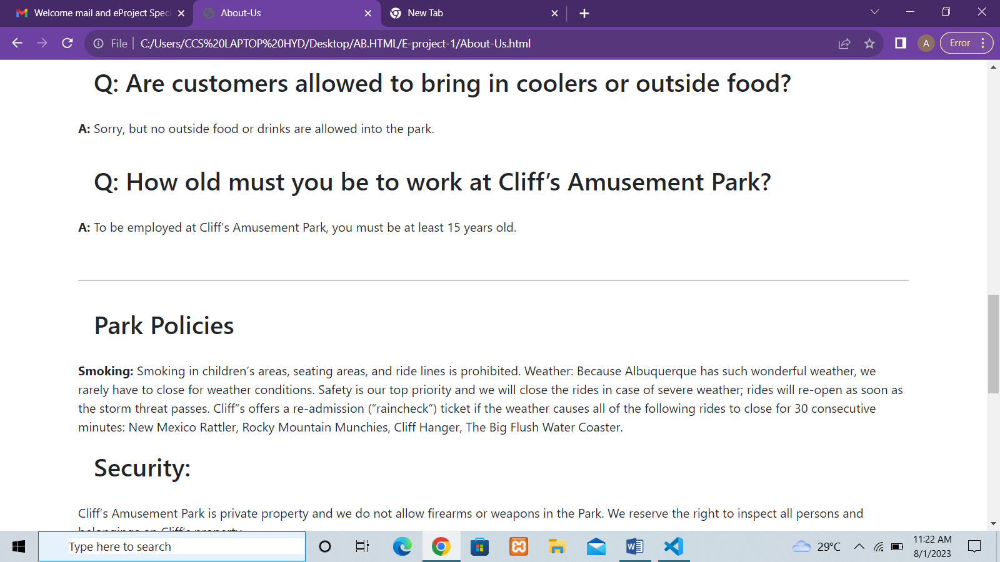 Welcome mail and eProject Speci
About-Us
New Tab
File
C:/Users/CCS%20LAPTOP%20HYD/Desktop/AB.HTML/E-project-1/About-Us.html
A
Error
Q: Are customers allowed to bring in coolers or outside food?
A: Sorry, but no outside food or drinks are allowed into the park.
Q: How old must you be to work at Cliff’s Amusement Park?
A: To be employed at Cliff’s Amusement Park, you must be at least 15 years old.
Park Policies
Smoking: Smoking in children’s areas, seating areas, and ride lines is prohibited. Weather: Because Albuquerque has such wonderful weather, we
rarely have to close for weather conditions. Safety is our top priority and we will close the rides in case of severe weather; rides will re-open as soon as
the storm threat passes. Cliff”s offers a re-admission (“raincheck”) ticket if the weather causes all of the following rides to close for 30 consecutive
minutes: New Mexico Rattler, Rocky Mountain Munchies, Cliff Hanger, The Big Flush Water Coaster.
Security:
Cliff’s Amusement Park is private property and we do not allow firearms or weapons in the Park. We reserve the right to inspect all persons and
belongings on Cliff’s property.
Type here to search
29°C
11:22 AM
8/1/2023